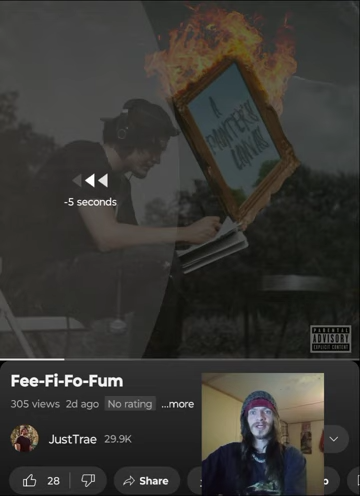 A
PAINTER'S
CANVAS
-5 seconds
PARENTAL
ADVISORY
EXPLICIT CONTENT
Fee-Fi-Fo-Fum
305 views 2d ago No rating ...more
JustTrae 29.9K
28 Share